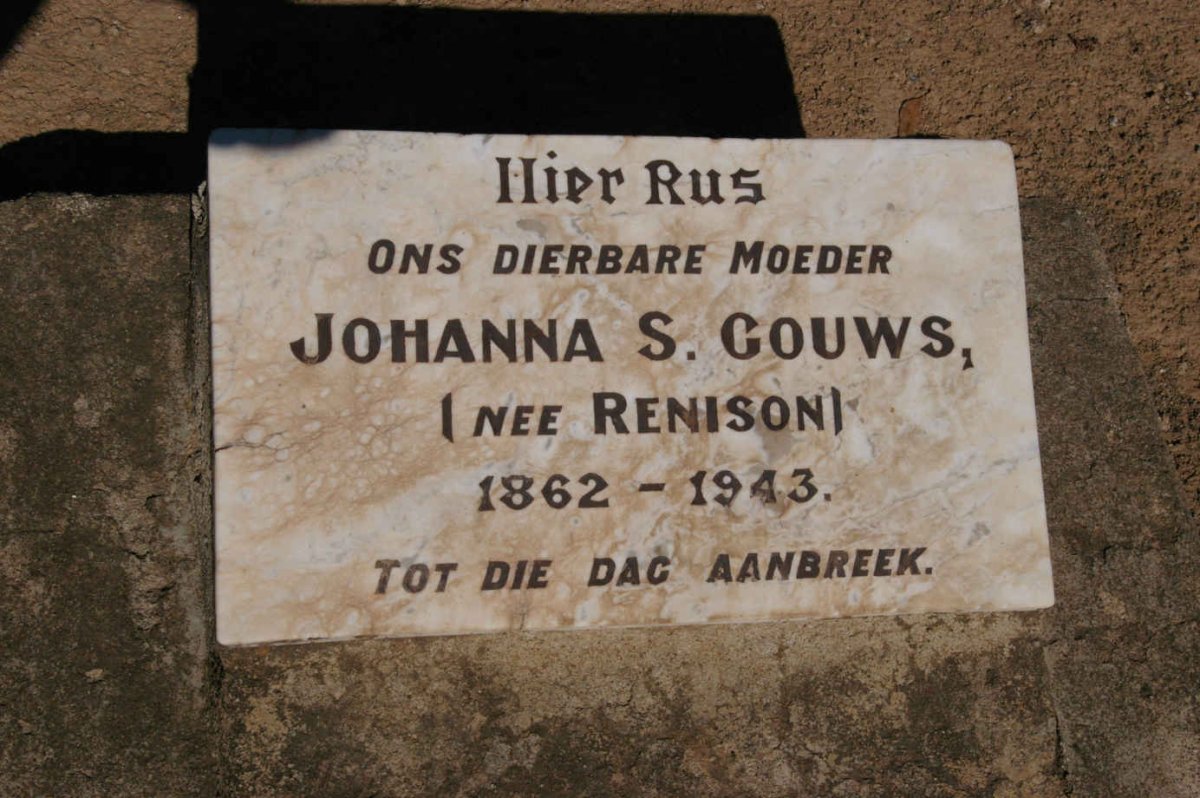 Hier Rus
ONS DIERBARE MOEDER
JOHANNA S. GOUWS,
(NEE RENISON)
1862 - 1943.
TOT DIE DAG AANBREEK.